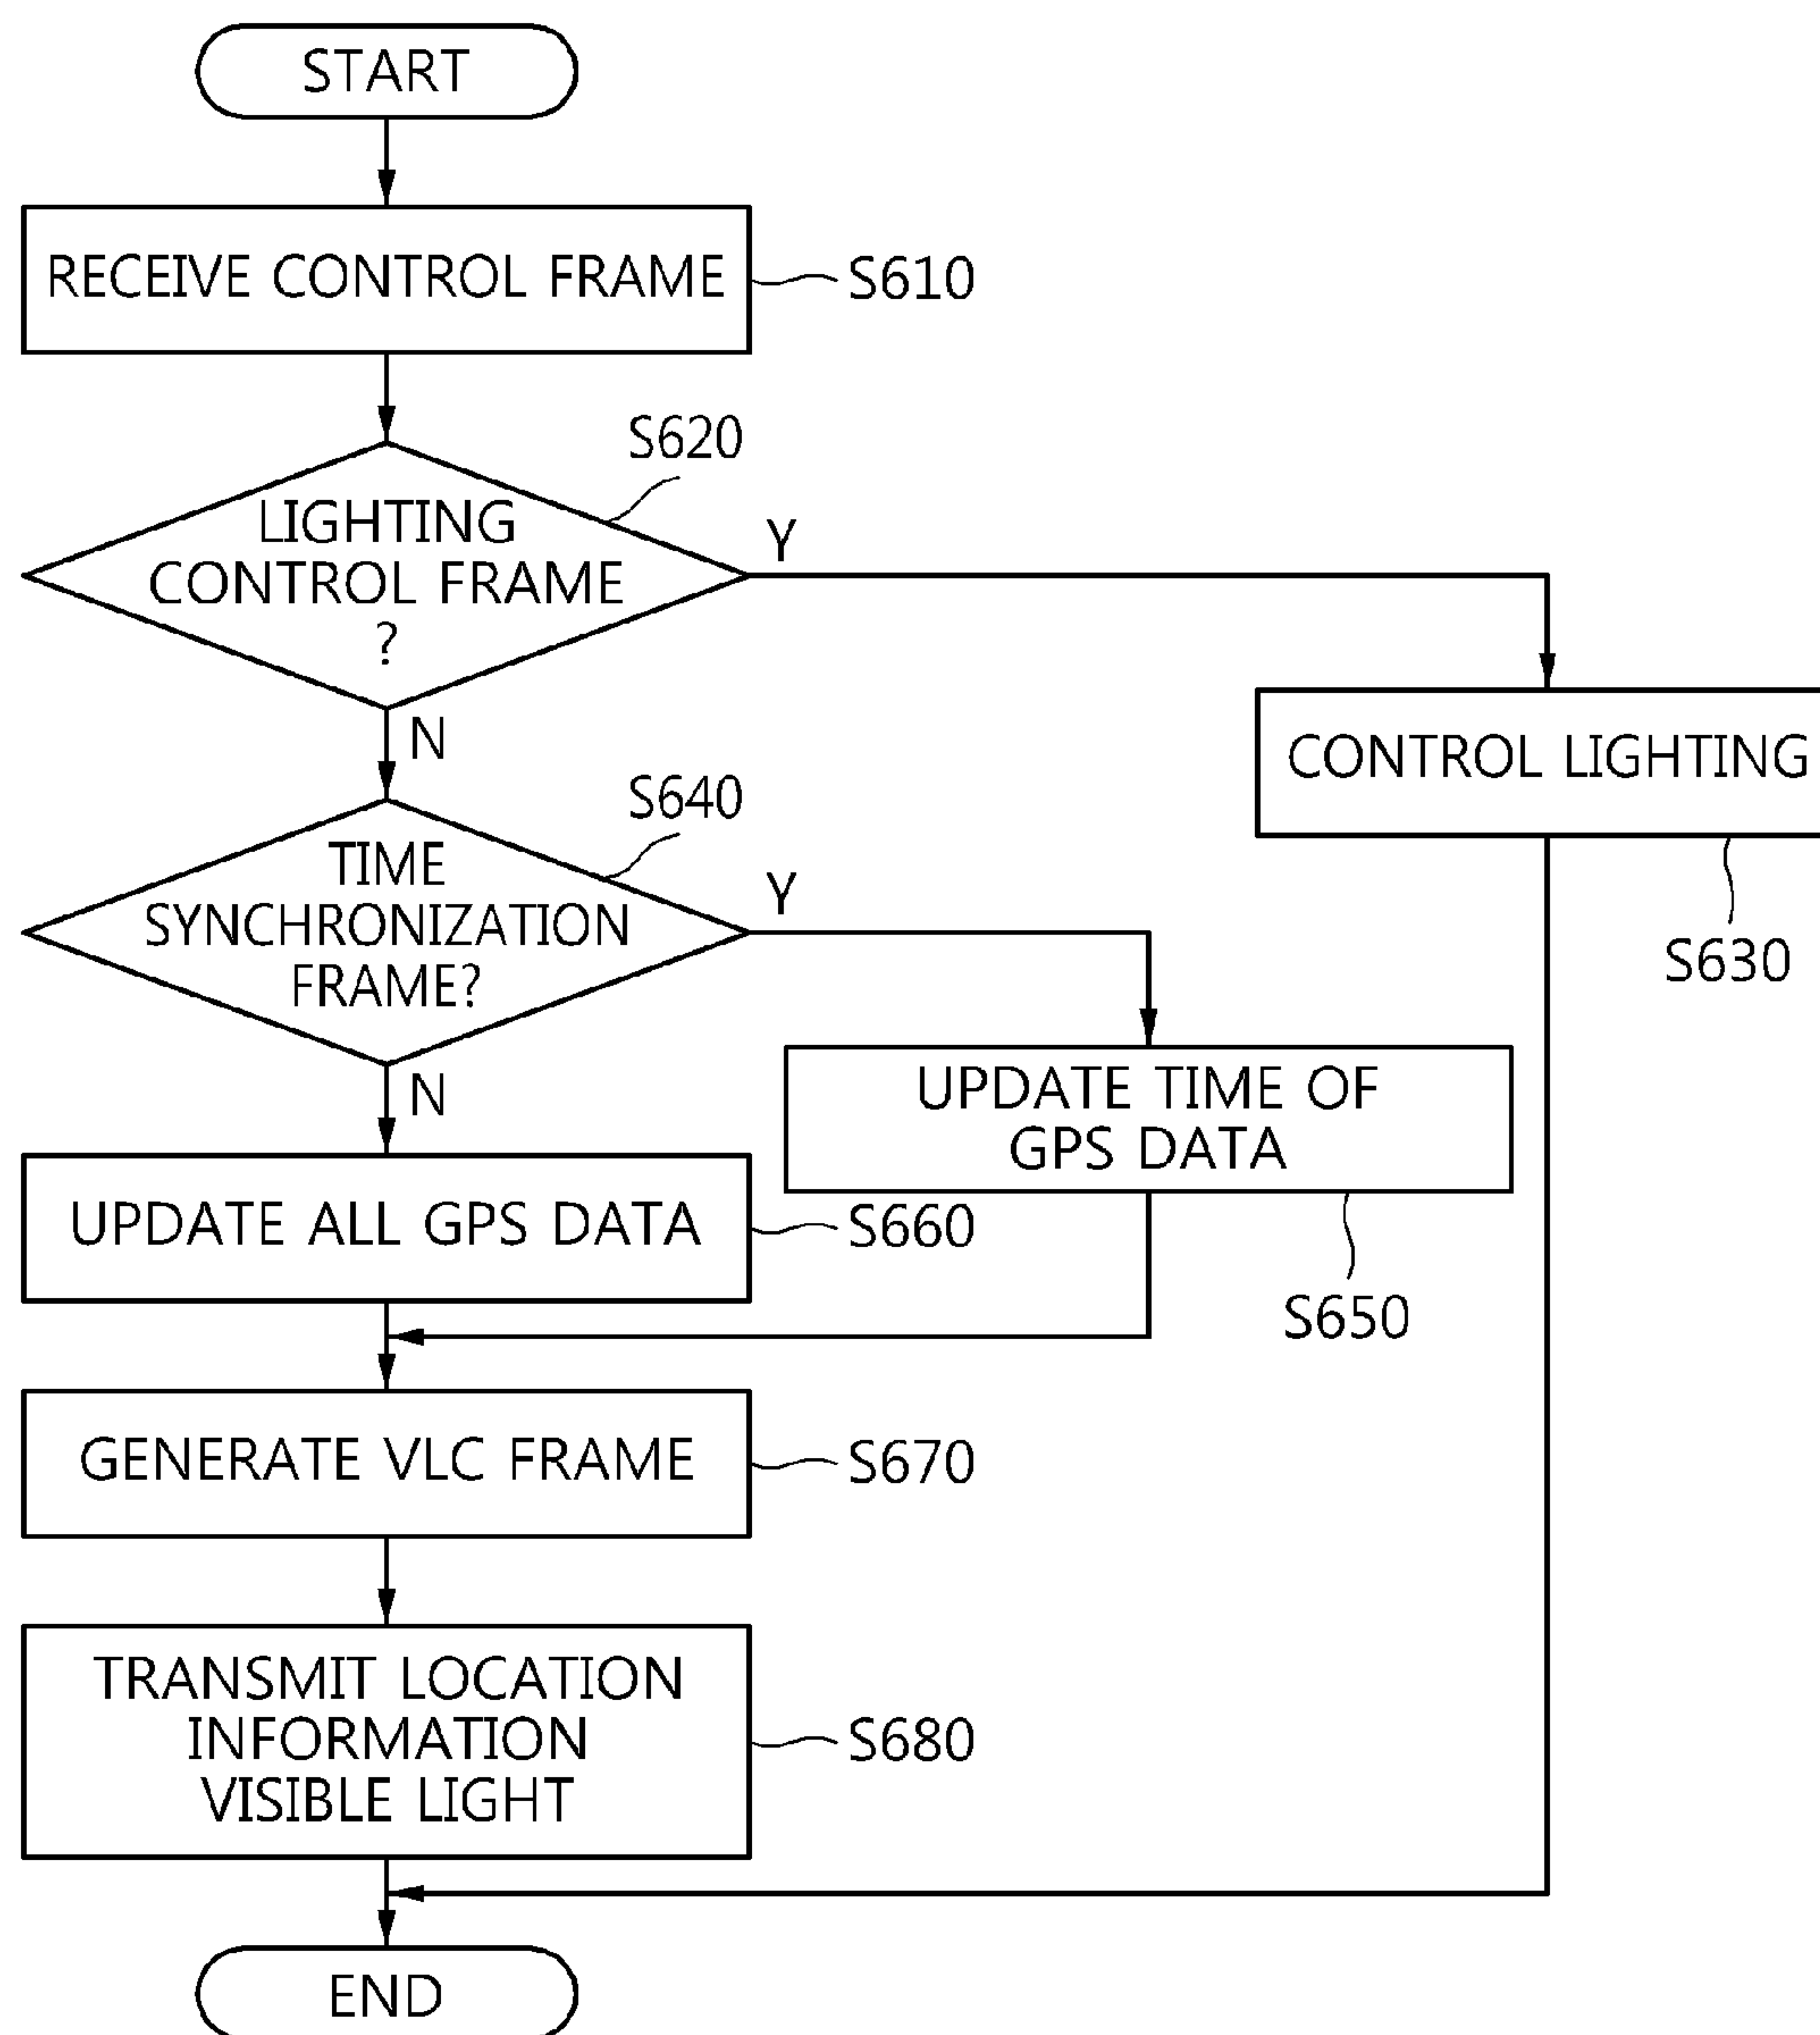 START
RECEIVE CONTROL FRAME
S610
S620
LIGHTING
CONTROL FRAME
?
Y
N
CONTROL LIGHTING
S630
S640
TIME
SYNCHRONIZATION
FRAME?
Y
N
UPDATE TIME OF
GPS DATA
S650
UPDATE ALL GPS DATA
S660
GENERATE VLC FRAME
S670
TRANSMIT LOCATION
INFORMATION
VISIBLE LIGHT
S680
END